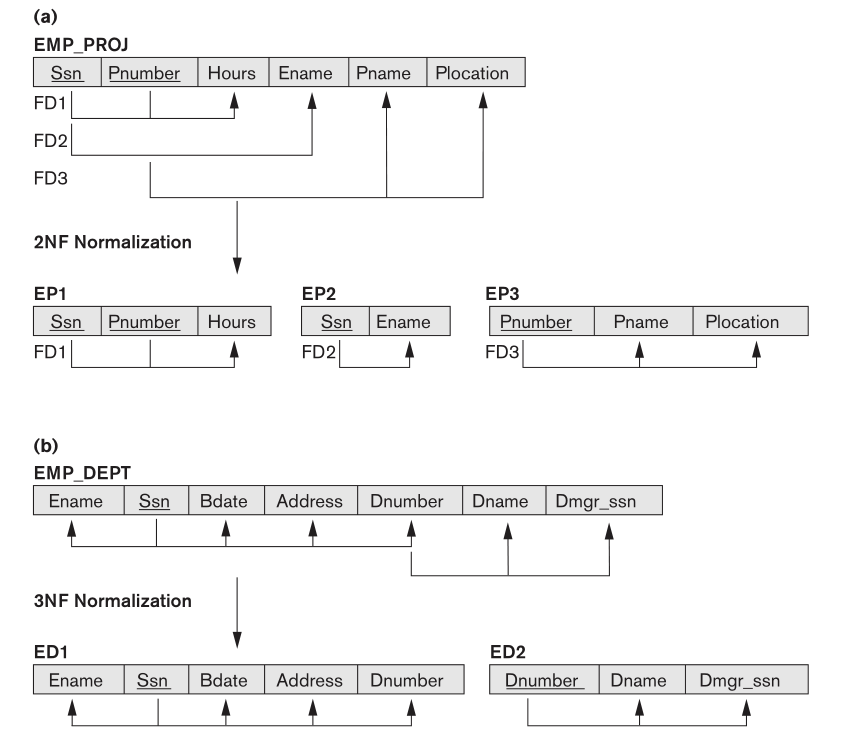 (a)
EMP_PROJ
Ssn Pnumber Hours Ename Pname Plocation
FD1
FD2
FD3
2NF Normalization
EP1 EP2 EP3
Ssn Pnumber Hours Ssn Ename Pnumber Pname Plocation
FD1 FD2 FD3
(b)
EMP_DEPT
Ename Ssn Bdate Address Dnumber Dname Dmgr_ssn
3NF Normalization
ED1 ED2
Ename Ssn Bdate Address Dnumber Dnumber Dname Dmgr_ssn